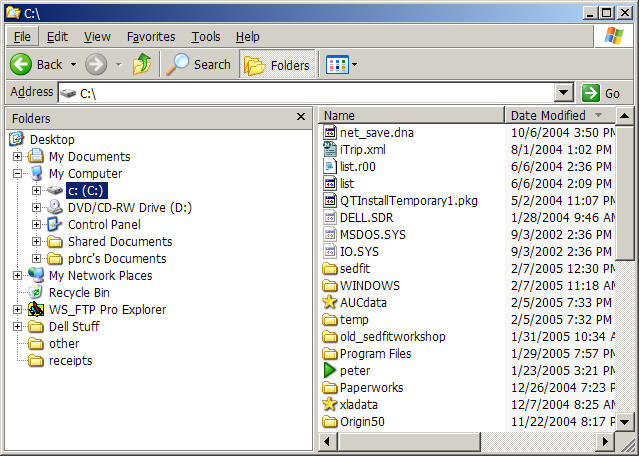 C:\
File Edit View Favorites Tools Help
Back Search Folders
Address C:\ Go
Folders
Desktop
My Documents
My Computer
c: (C:)
DVD/CD-RW Drive (D:)
Control Panel
Shared Documents
pbrc's Documents
My Network Places
Recycle Bin
WS_FTP Pro Explorer
Dell Stuff
other
receipts
Name Date Modified
net_save.dna 10/6/2004 3:50 PM
iTrip.xml 8/1/2004 1:02 PM
list.r00 6/6/2004 2:36 PM
list 6/6/2004 2:09 PM
QTInstallTemporary1.pkg 5/2/2004 11:07 PM
DELL.SDR 1/28/2004 9:46 AM
MSDOS.SYS 9/3/2002 2:36 PM
IO.SYS 9/3/2002 2:36 PM
sedfit 2/7/2005 12:30 PM
WINDOWS 2/7/2005 11:18 AM
AUCdata 2/5/2005 7:33 PM
temp 2/5/2005 7:32 PM
old_sedfitworkshop 1/31/2005 10:34 A
Program Files 1/29/2005 7:57 PM
peter 1/23/2005 3:21 PM
Paperworks 12/26/2004 7:23 P
xladata 12/7/2004 8:25 AM
Origin50 11/22/2004 8:17 P